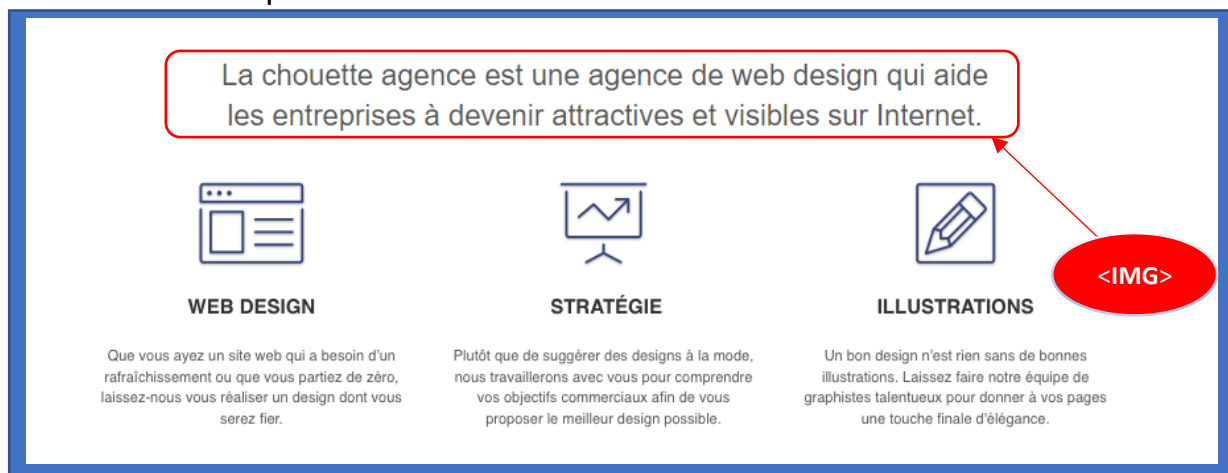 La chouette agence est une agence de web design qui aide
les entreprises à devenir attractives et visibles sur Internet.
<IMG>
WEB DESIGN
Que vous ayez un site web qui a besoin d'un
rafraîchissement ou que vous partiez de zéro,
laissez-nous vous réaliser un design dont vous
serez fier.
STRATÉGIE
Plutôt que de suggérer des designs à la mode,
nous travaillerons avec vous pour comprendre
vos objectifs commerciaux afin de vous
proposer le meilleur design possible.
ILLUSTRATIONS
Un bon design n'est rien sans de bonnes
illustrations. Laissez faire notre équipe de
graphistes talentueux pour donner à vos pages
une touche finale d'élégance.